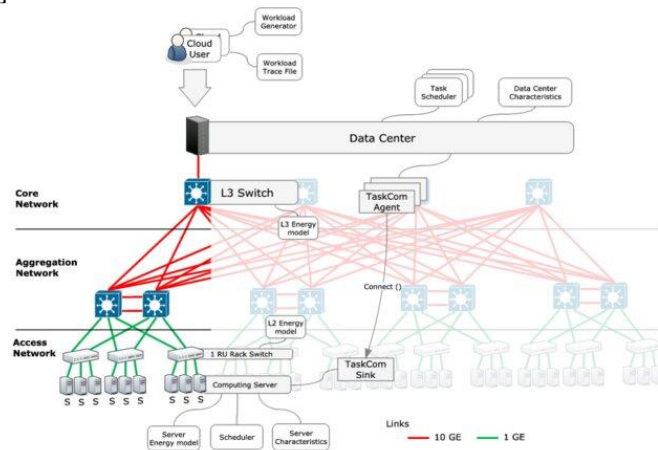 Workload
Generator
Cloud
User
Workload
Trace File
Task
Scheduler
Data Center
Characteristics
Data Center
Core
Network
L3 Switch
TaskCom
Agent
L3 Energy
model
Aggregation
Network
Connect ()
L2 Energy
model
Access
Network
1 RU Rack Switch
TaskCom
Sink
Computing Server
S S S S S S S S
Server
Energy model
Scheduler
Server
Characteristics
Links
10 GE
1 GE